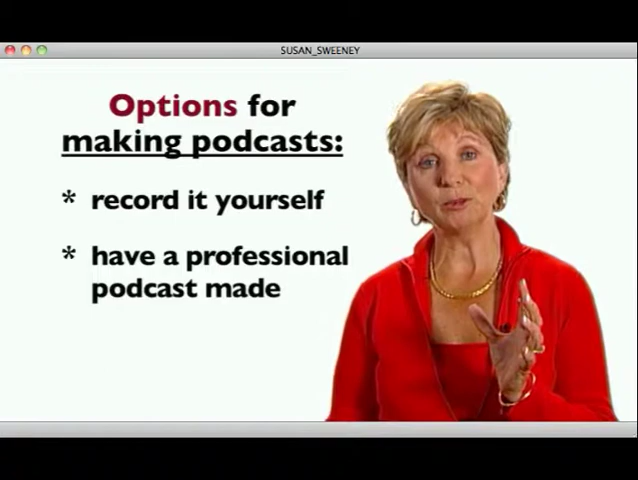 SUSAN_SWEENEY
Options for
making podcasts:
* record it yourself
* have a professional
podcast made